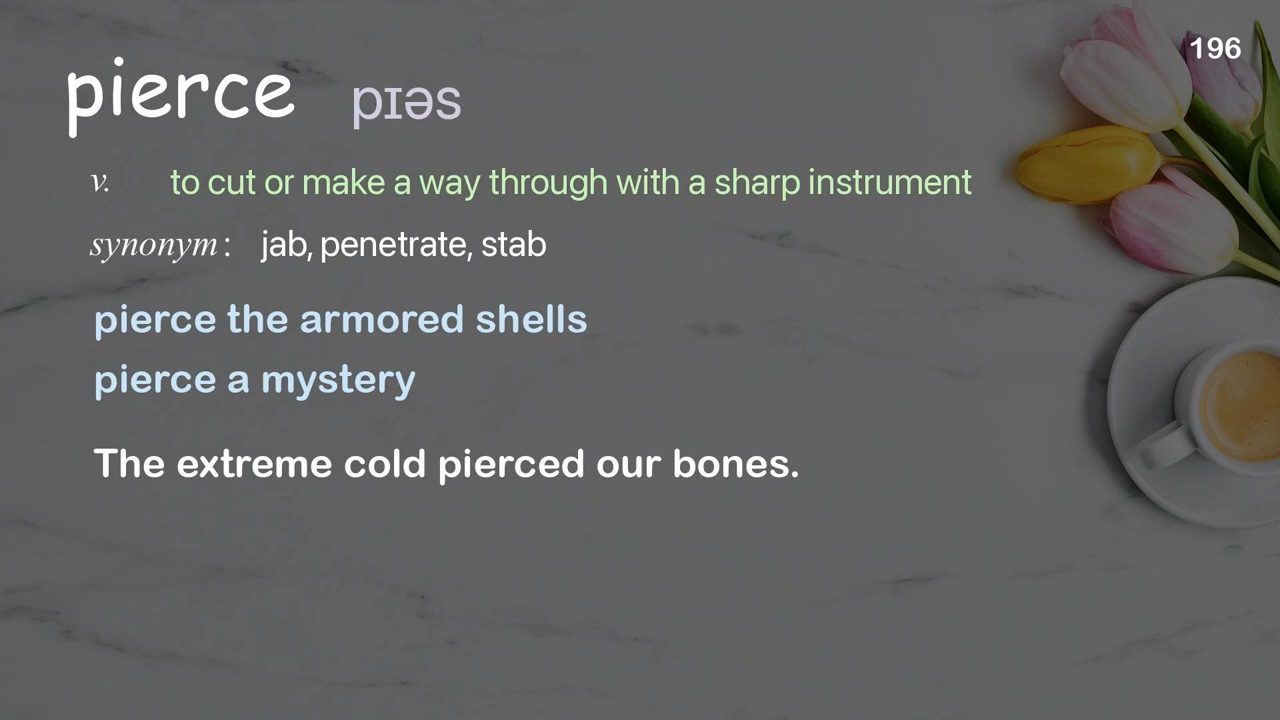 196
pierce pɪəs
v. to cut or make a way through with a sharp instrument
synonym: jab, penetrate, stab
pierce the armored shells
pierce a mystery
The extreme cold pierced our bones.